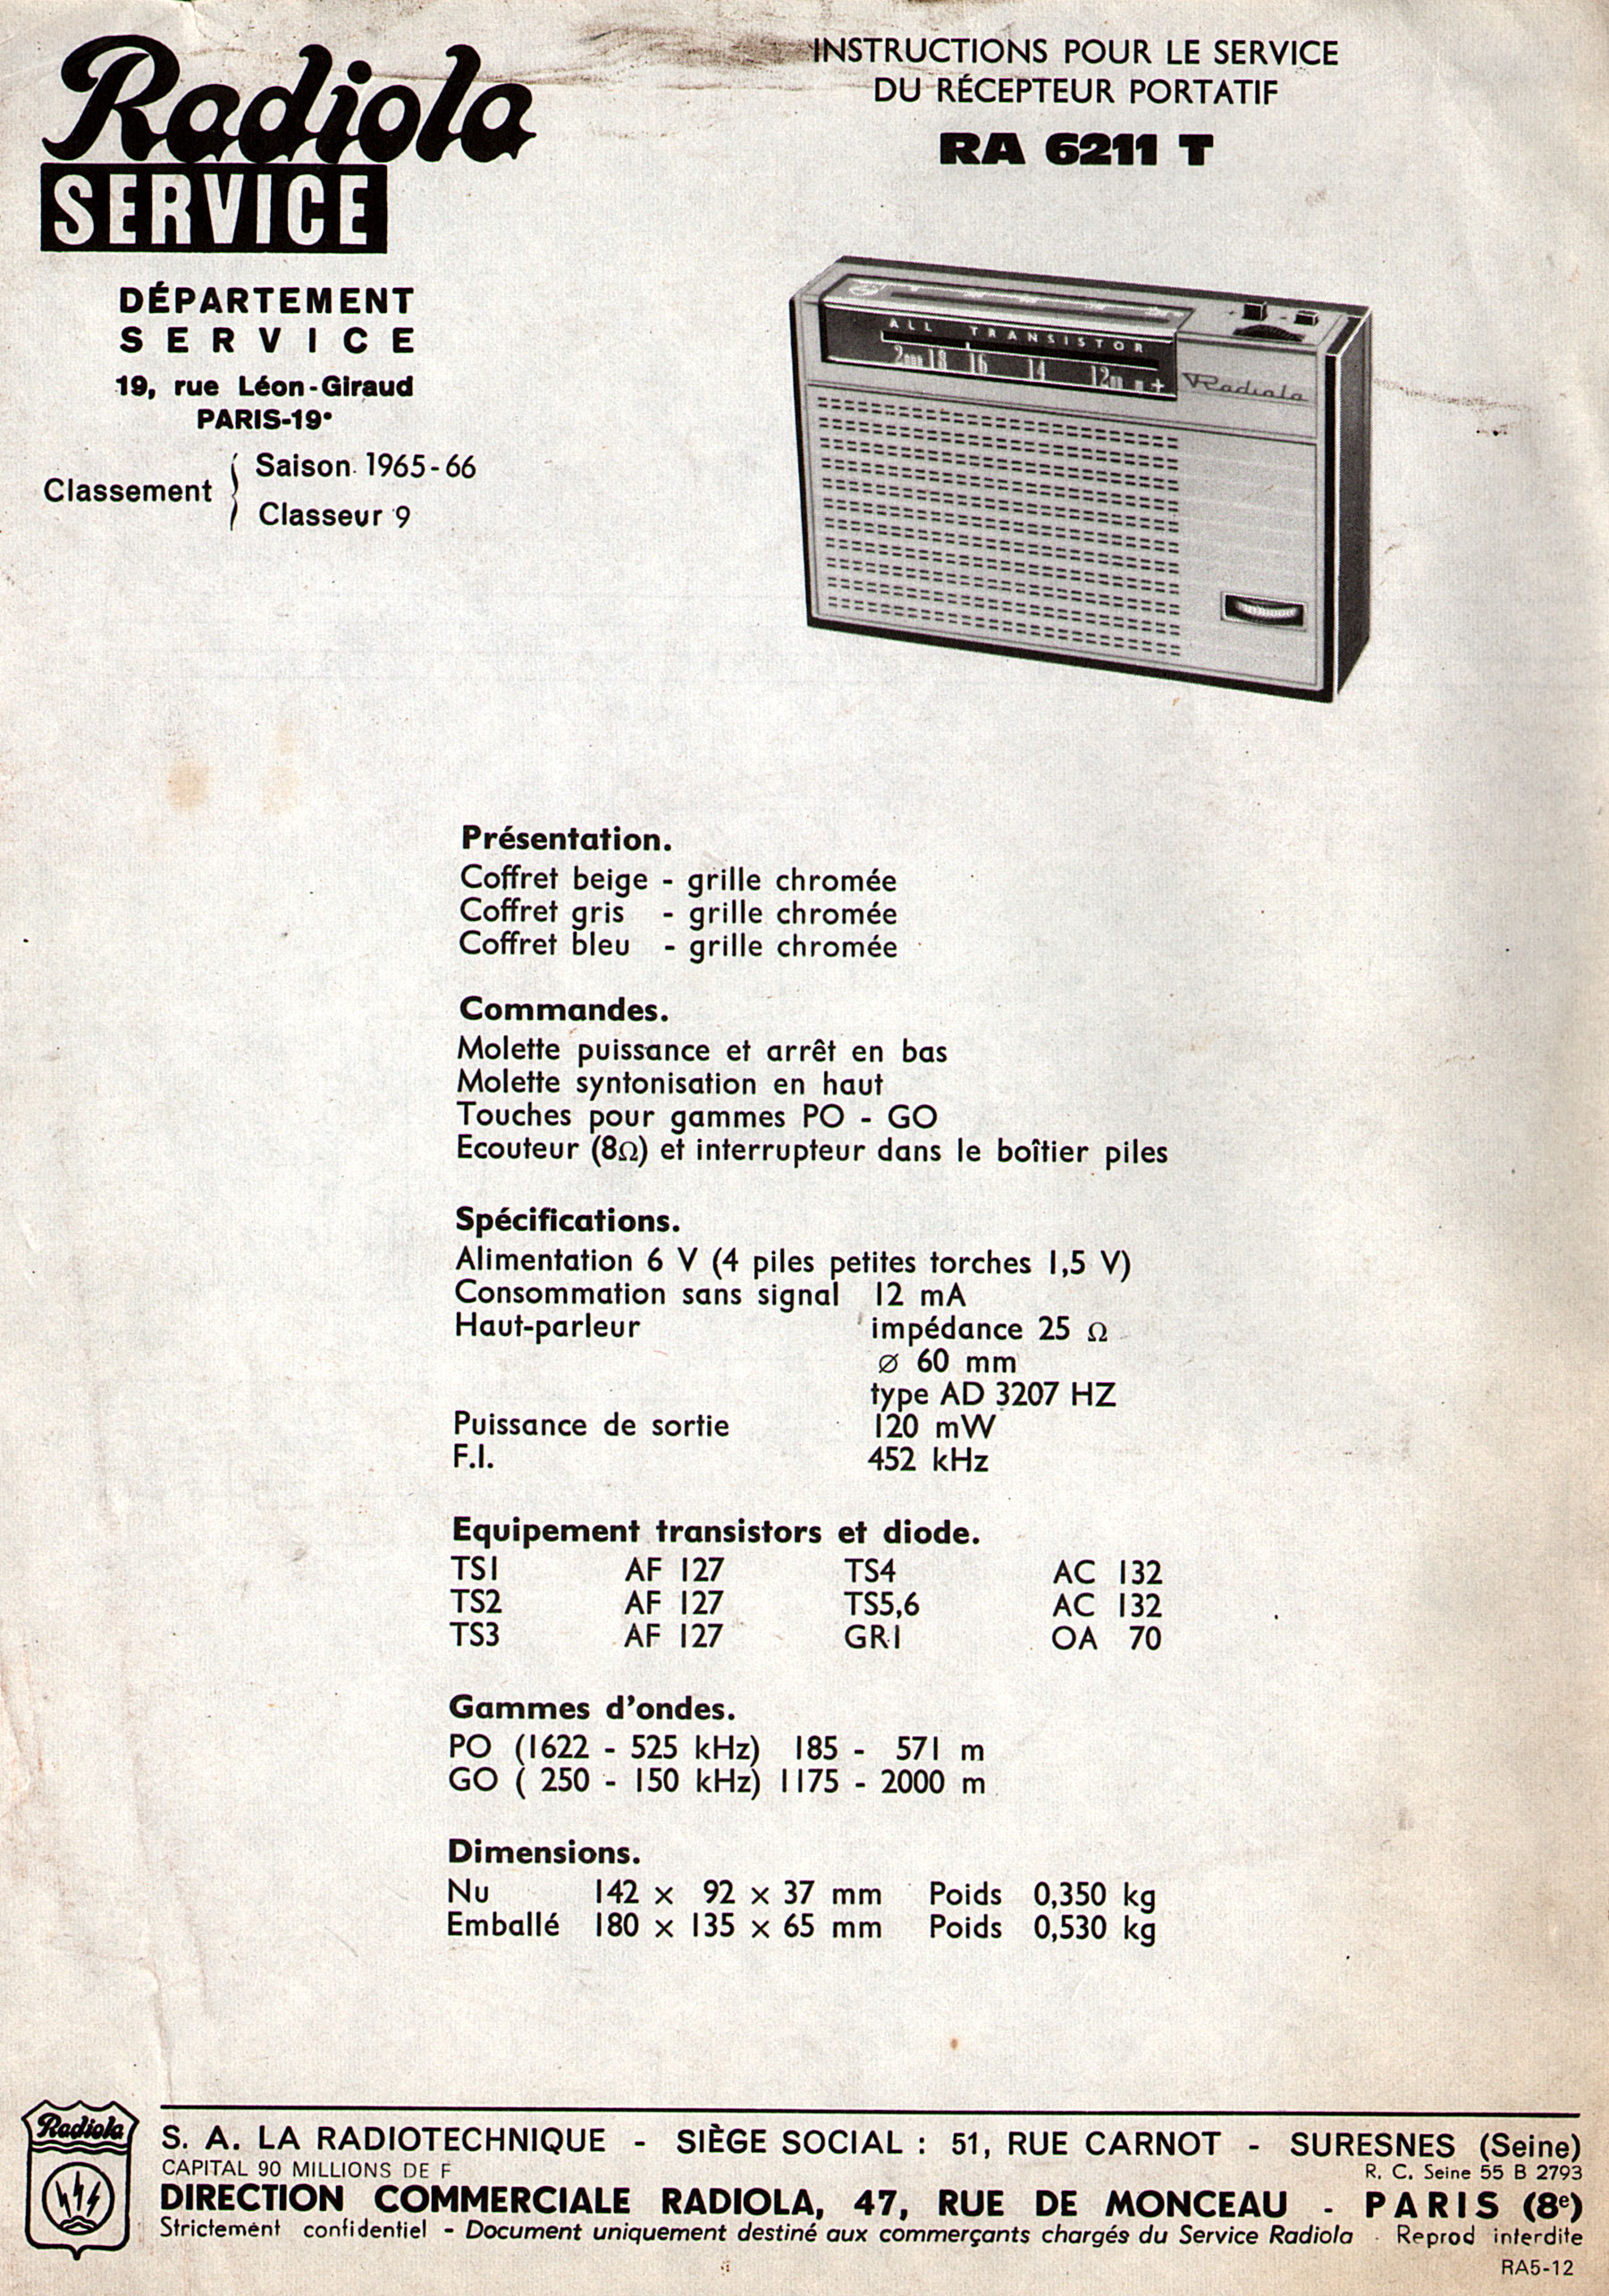 Radiola
SERVICE
DÉPARTEMENT
SERVICE
19, rue Léon-Giraud
PARIS-19e
Classement { Saison 1965-66
Classeur 9
INSTRUCTIONS POUR LE SERVICE
DU RÉCEPTEUR PORTATIF
RA 6211 T
ALL TRANSISTOR
18 16 14 12
Radiola
Présentation.
Coffret beige - grille chromée
Coffret gris - grille chromée
Coffret bleu - grille chromée
Commandes.
Molette puissance et arrêt en bas
Molette syntonisation en haut
Touches pour gammes PO - GO
Ecouteur (8Ω) et interrupteur dans le boîtier piles
Spécifications.
Alimentation 6 V (4 piles petites torches 1,5 V)
Consommation sans signal 12 mA
Haut-parleur impédance 25 Ω
ø 60 mm
type AD 3207 HZ
Puissance de sortie 120 mW
F.I. 452 kHz
Equipement transistors et diode.
TS1 AF 127 TS4 AC 132
TS2 AF 127 TS5,6 AC 132
TS3 AF 127 GR1 OA 70
Gammes d'ondes.
PO (1622 - 525 kHz) 185 - 571 m
GO ( 250 - 150 kHz) 1175 - 2000 m
Dimensions.
Nu 142 × 92 × 37 mm Poids 0,350 kg
Emballé 180 × 135 × 65 mm Poids 0,530 kg
Radiola
S. A. LA RADIOTECHNIQUE - SIÈGE SOCIAL : 51, RUE CARNOT - SURESNES (Seine)
CAPITAL 90 MILLIONS DE F R. C. Seine 55 B 2793
DIRECTION COMMERCIALE RADIOLA, 47, RUE DE MONCEAU - PARIS (8e)
Strictement confidentiel - Document uniquement destiné aux commerçants chargés du Service Radiola - Reprod interdite
RA5-12